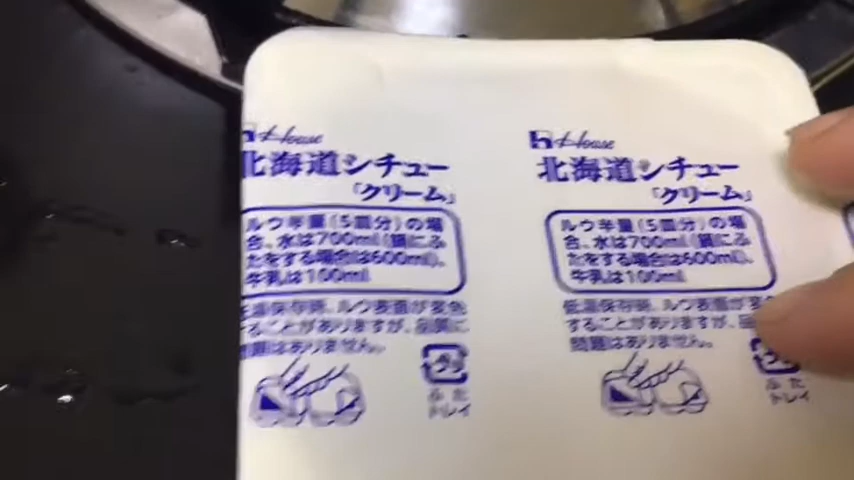 House
北海道シチュー
「クリーム」
ルウ半量(5皿分)の場
合、水は700ml(鍋にふ
たをする場合は600ml)、
牛乳は100ml
低温保存時、ルウ表面が変色
することがありますが、品質に
問題はありません。
プラ
ふた
トレイ
House
北海道シチュー
「クリーム」
ルウ半量(5皿分)の場
合、水は700ml(鍋にふ
たをする場合は600ml)、
牛乳は100ml
低温保存時、ルウ表面が変色
することがありますが、品
問題はありません。
ふた
トレイ